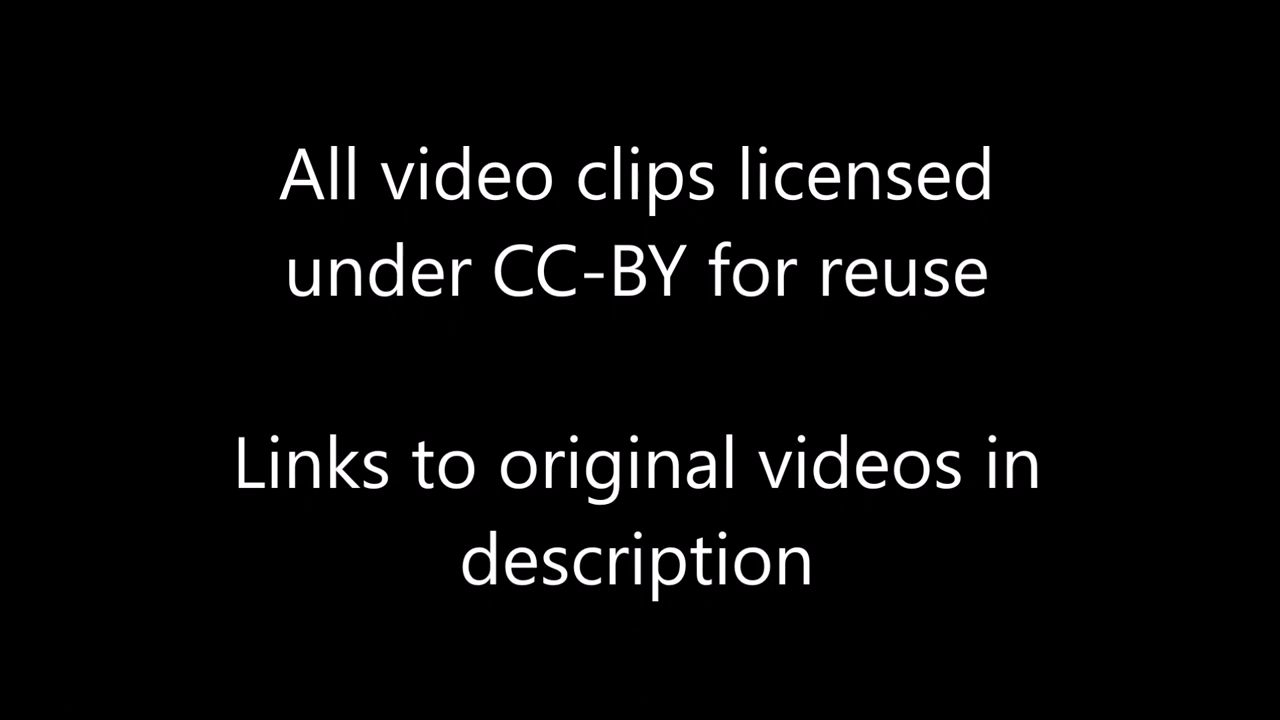 All video clips licensed
under CC-BY for reuse
Links to original videos in
description